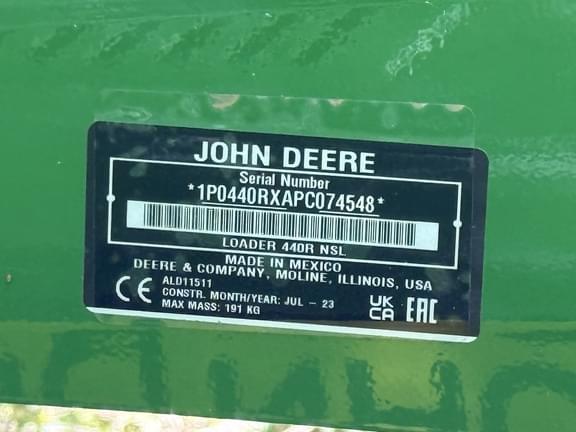 JOHN DEERE
Serial Number
*1P0440RXAPC074548*
LOADER 440R NSL
MADE IN MEXICO
DEERE & COMPANY, MOLINE, ILLINOIS, USA
ALD11511
CONSTR. MONTH/YEAR: JUL - 23
MAX MASS: 191 KG
CE
UK
CA
EAC